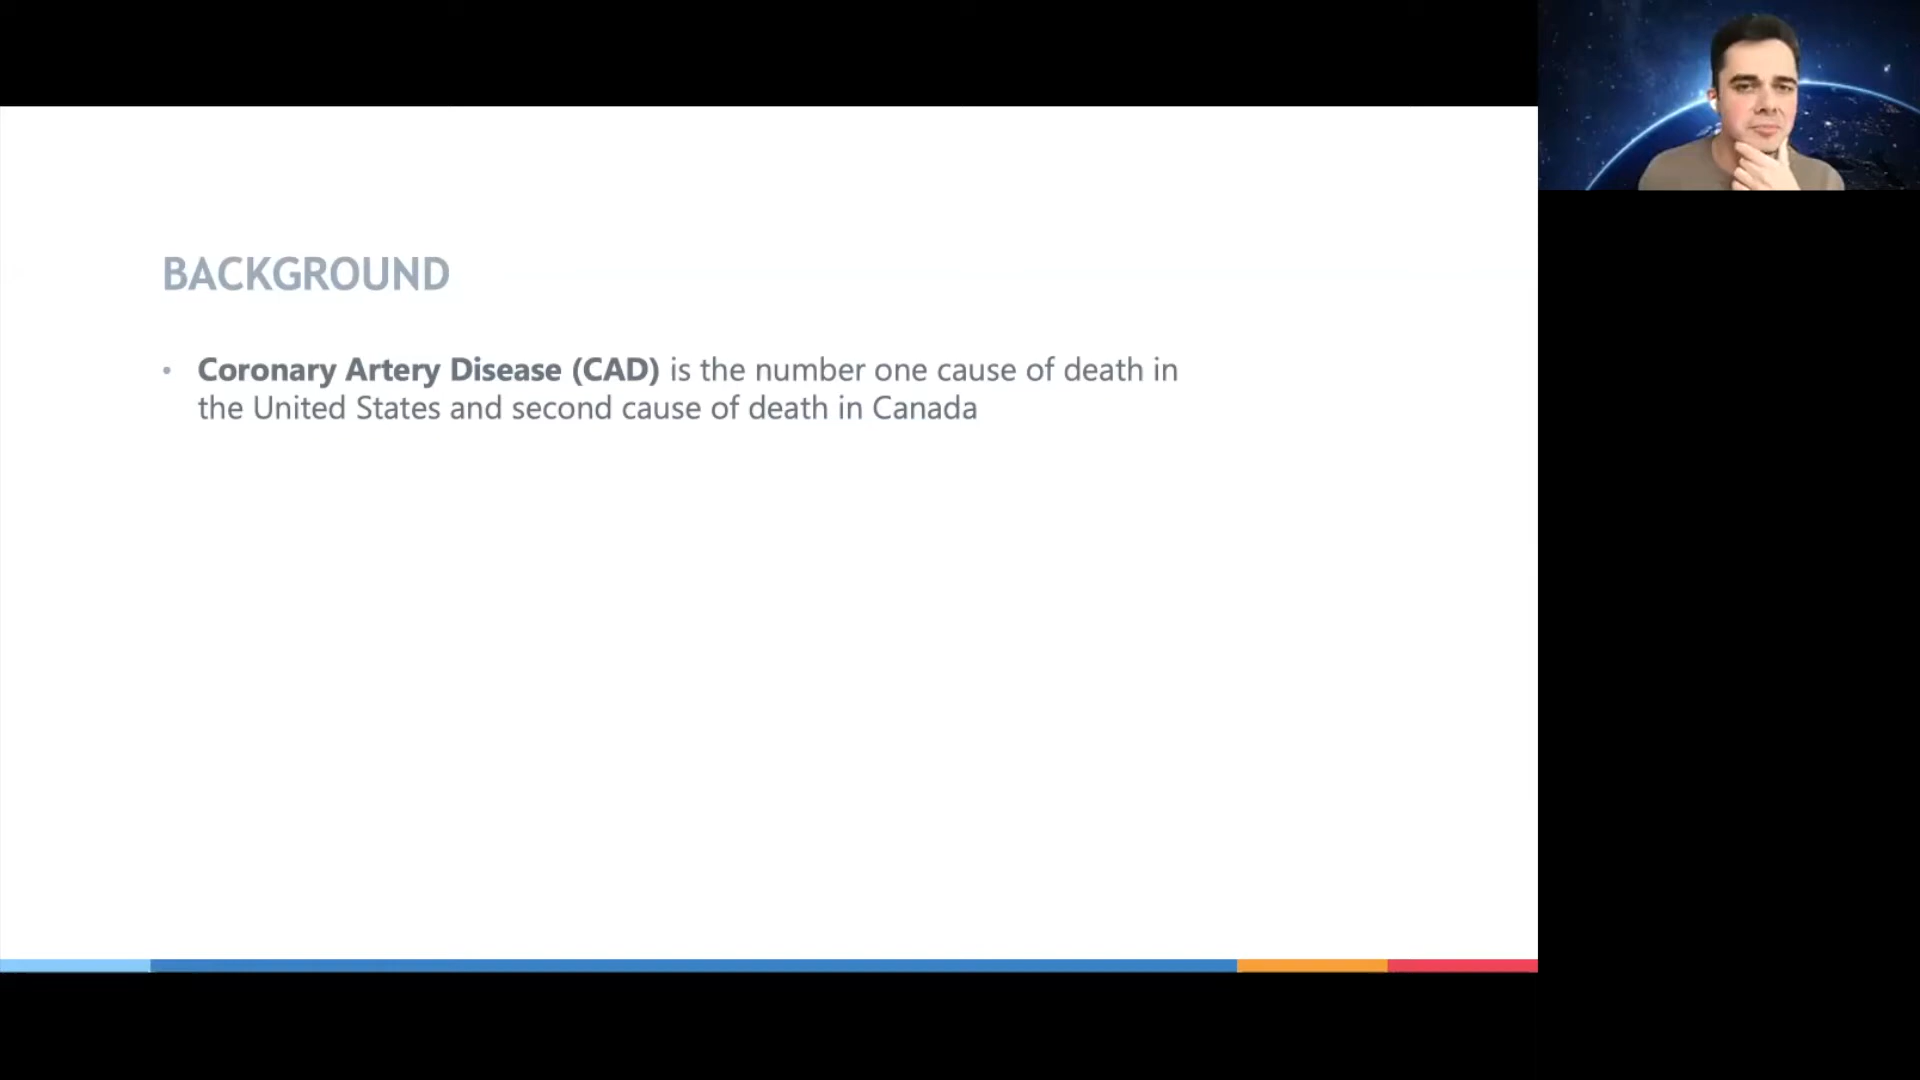 BACKGROUND
• Coronary Artery Disease (CAD) is the number one cause of death in
the United States and second cause of death in Canada